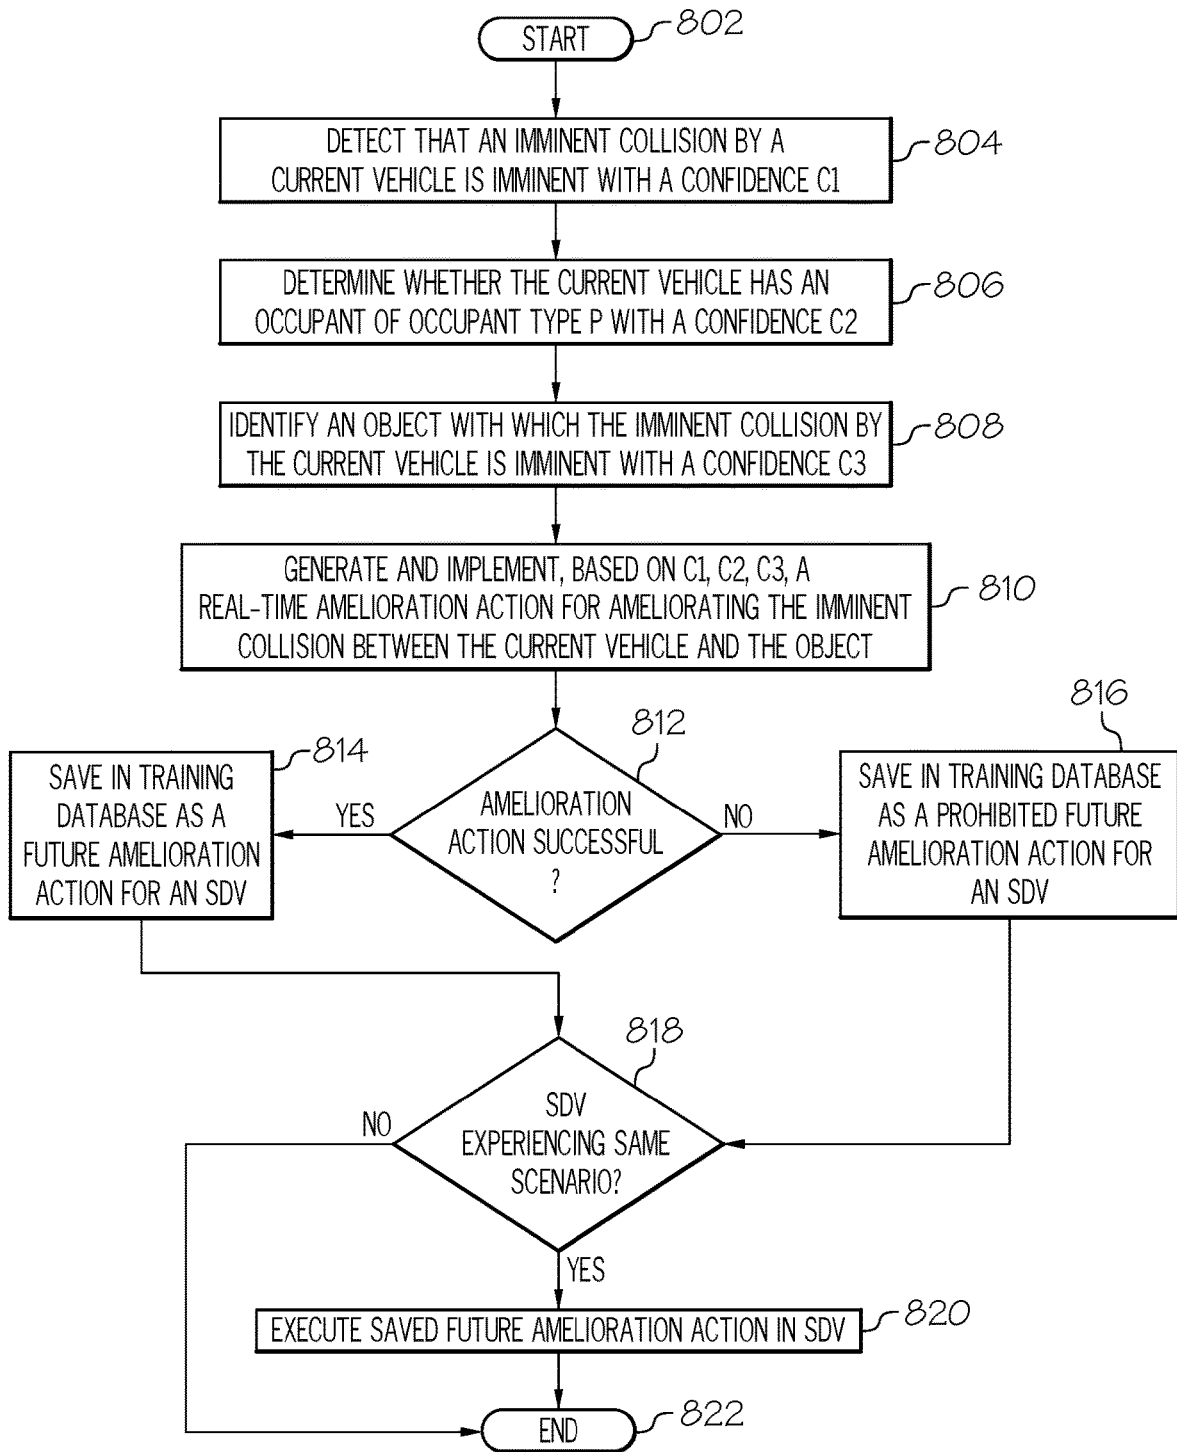 START
802
DETECT THAT AN IMMINENT COLLISION BY A
CURRENT VEHICLE IS IMMINENT WITH A CONFIDENCE C1
804
DETERMINE WHETHER THE CURRENT VEHICLE HAS AN
OCCUPANT OF OCCUPANT TYPE P WITH A CONFIDENCE C2
806
IDENTIFY AN OBJECT WITH WHICH THE IMMINENT COLLISION BY
THE CURRENT VEHICLE IS IMMINENT WITH A CONFIDENCE C3
808
GENERATE AND IMPLEMENT, BASED ON C1, C2, C3, A
REAL-TIME AMELIORATION ACTION FOR AMELIORATING THE IMMINENT
COLLISION BETWEEN THE CURRENT VEHICLE AND THE OBJECT
810
812
AMELIORATION
ACTION SUCCESSFUL
?
YES
NO
814
SAVE IN TRAINING
DATABASE AS A
FUTURE AMELIORATION
ACTION FOR AN SDV
816
SAVE IN TRAINING DATABASE
AS A PROHIBITED FUTURE
AMELIORATION ACTION FOR
AN SDV
818
SDV
EXPERIENCING SAME
SCENARIO?
NO
YES
EXECUTE SAVED FUTURE AMELIORATION ACTION IN SDV
820
END
822